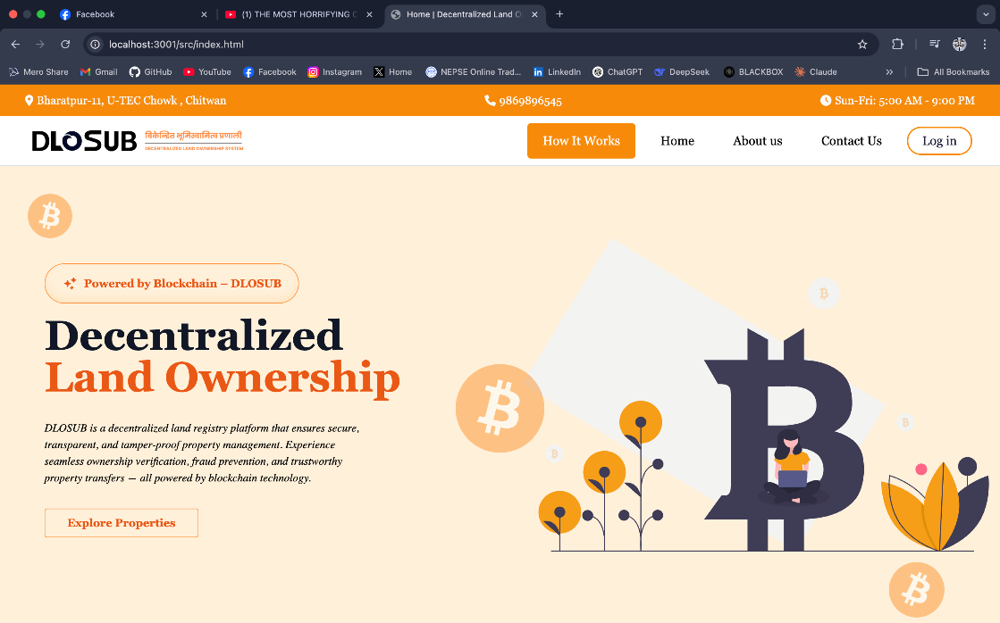 Facebook
(1) THE MOST HORRIFYING C
Home | Decentralized Land O
localhost:3001/src/index.html
Mero Share
Gmail
GitHub
YouTube
Facebook
Instagram
Home
NEPSE Online Trad...
LinkedIn
ChatGPT
DeepSeek
BLACKBOX
Claude
All Bookmarks
Bharatpur-11, U-TEC Chowk , Chitwan
9869896545
Sun-Fri: 5:00 AM - 9:00 PM
DLOSUB
विकेन्द्रित भूमिस्वामित्व प्रणाली
DECENTRALIZED LAND OWNERSHIP SYSTEM
How It Works
Home
About us
Contact Us
Log in
Powered by Blockchain – DLOSUB
Decentralized
Land Ownership
DLOSUB is a decentralized land registry platform that ensures secure,
transparent, and tamper-proof property management. Experience
seamless ownership verification, fraud prevention, and trustworthy
property transfers — all powered by blockchain technology.
Explore Properties